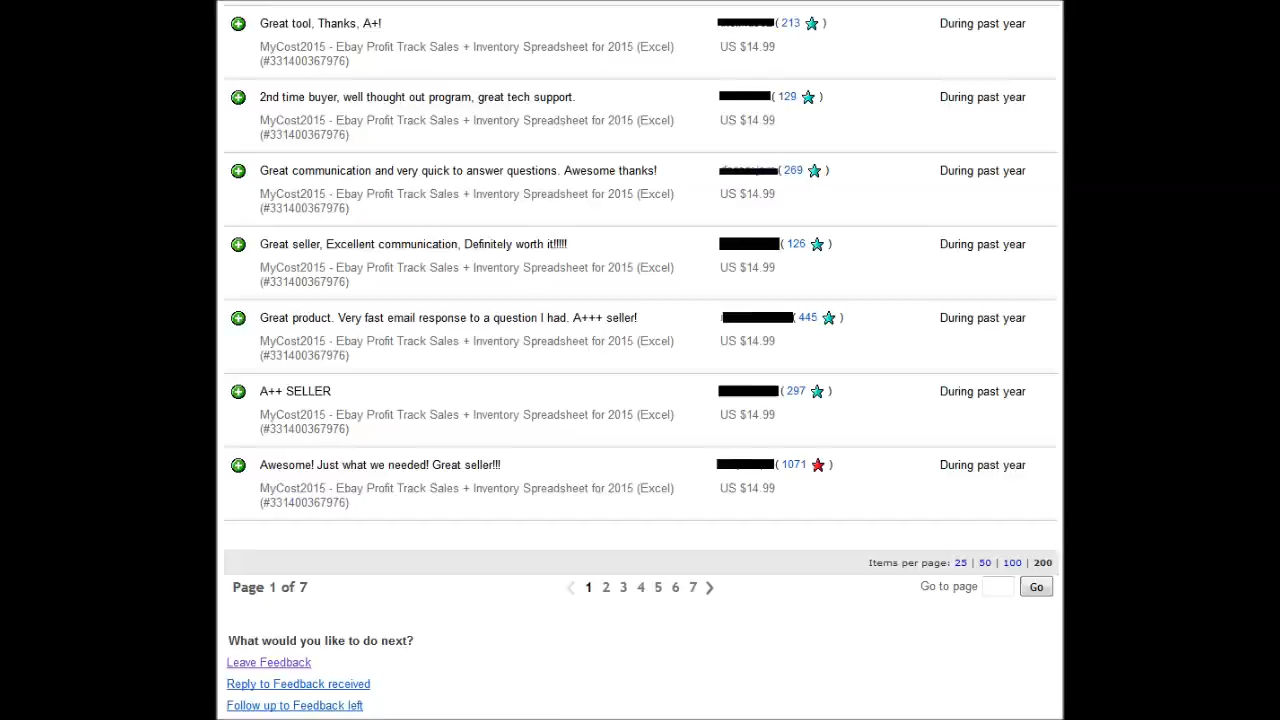 Great tool, Thanks, A+! ( 213 ) During past year
MyCost2015 - Ebay Profit Track Sales + Inventory Spreadsheet for 2015 (Excel) US $14.99
(#331400367976)
2nd time buyer, well thought out program, great tech support. ( 129 ) During past year
MyCost2015 - Ebay Profit Track Sales + Inventory Spreadsheet for 2015 (Excel) US $14.99
(#331400367976)
Great communication and very quick to answer questions. Awesome thanks! ( 269 ) During past year
MyCost2015 - Ebay Profit Track Sales + Inventory Spreadsheet for 2015 (Excel) US $14.99
(#331400367976)
Great seller, Excellent communication, Definitely worth it!!!!! ( 126 ) During past year
MyCost2015 - Ebay Profit Track Sales + Inventory Spreadsheet for 2015 (Excel) US $14.99
(#331400367976)
Great product. Very fast email response to a question I had. A+++ seller! ( 445 ) During past year
MyCost2015 - Ebay Profit Track Sales + Inventory Spreadsheet for 2015 (Excel) US $14.99
(#331400367976)
A++ SELLER ( 297 ) During past year
MyCost2015 - Ebay Profit Track Sales + Inventory Spreadsheet for 2015 (Excel) US $14.99
(#331400367976)
Awesome! Just what we needed! Great seller!!! ( 1071 ) During past year
MyCost2015 - Ebay Profit Track Sales + Inventory Spreadsheet for 2015 (Excel) US $14.99
(#331400367976)
Items per page: 25 | 50 | 100 | 200
Page 1 of 7 < 1 2 3 4 5 6 7 > Go to page Go
What would you like to do next?
Leave Feedback
Reply to Feedback received
Follow up to Feedback left